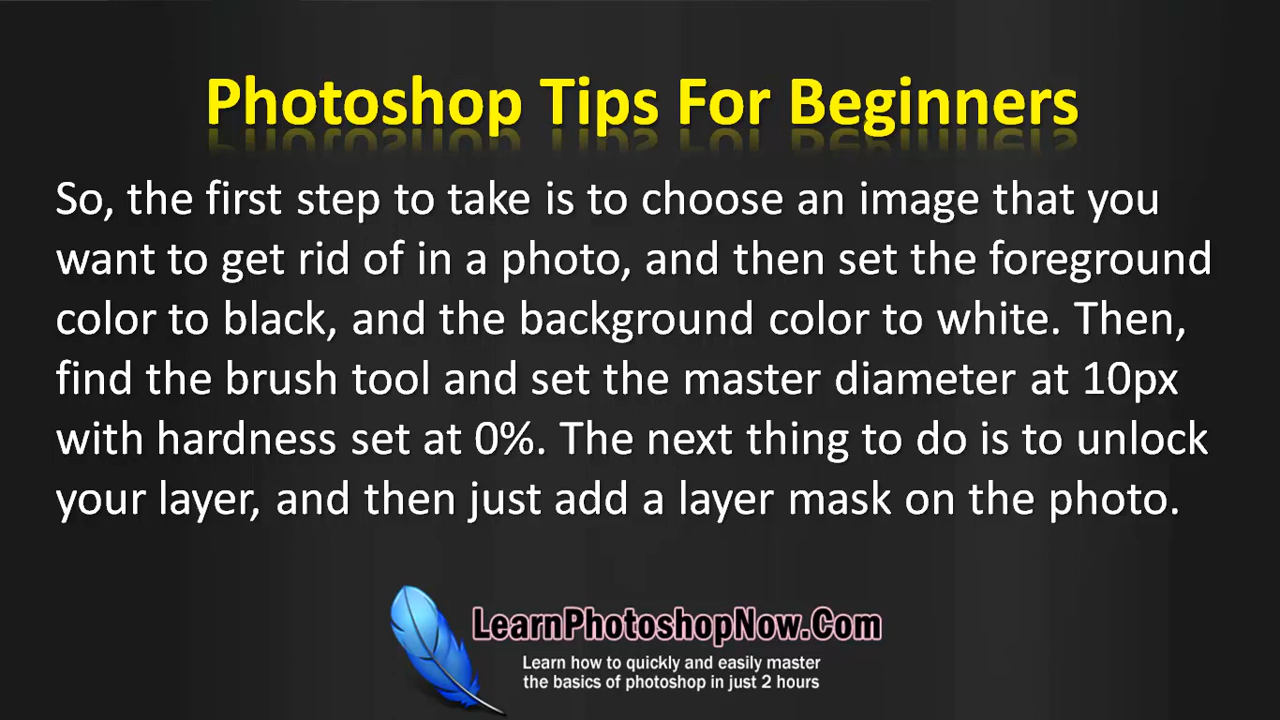 Photoshop Tips For Beginners
So, the first step to take is to choose an image that you
want to get rid of in a photo, and then set the foreground
color to black, and the background color to white. Then,
find the brush tool and set the master diameter at 10px
with hardness set at 0%. The next thing to do is to unlock
your layer, and then just add a layer mask on the photo.
LearnPhotoshopNow.Com
Learn how to quickly and easily master
the basics of photoshop in just 2 hours